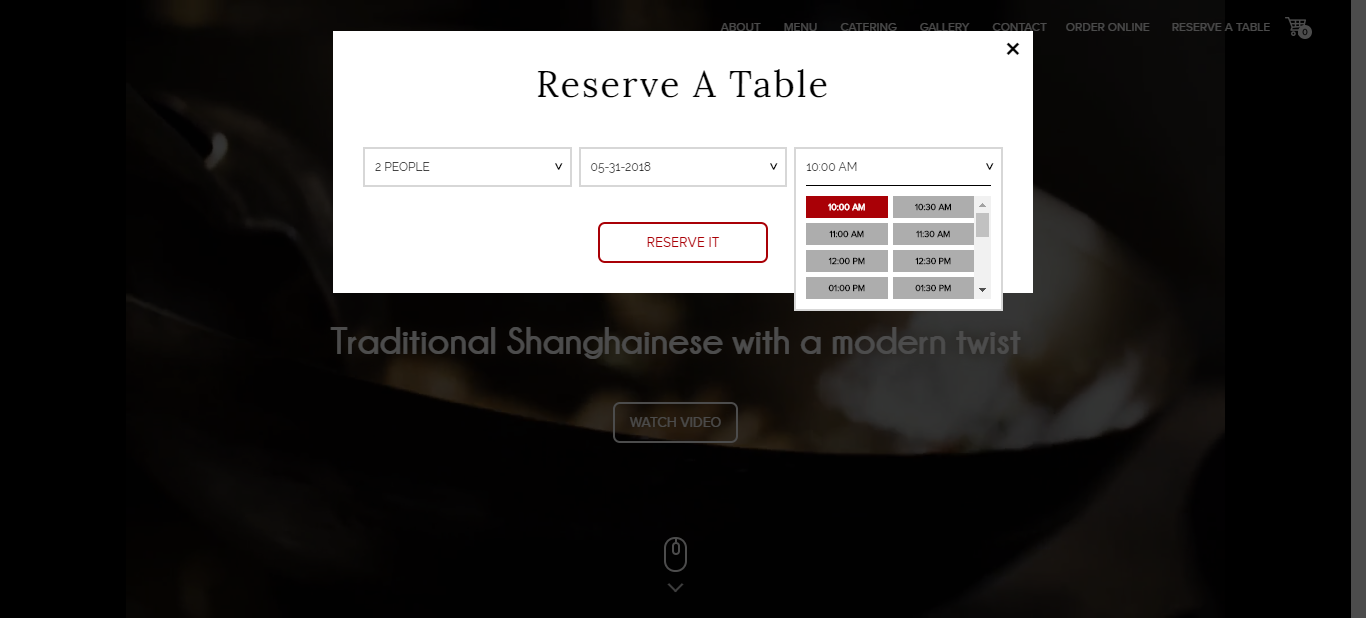 ABOUT MENU CATERING GALLERY CONTACT ORDER ONLINE RESERVE A TABLE 0
Reserve A Table
2 PEOPLE 05-31-2018 10:00 AM
10:00 AM 10:30 AM
11:00 AM 11:30 AM
12:00 PM 12:30 PM
01:00 PM 01:30 PM
RESERVE IT
Traditional Shanghainese with a modern twist
WATCH VIDEO